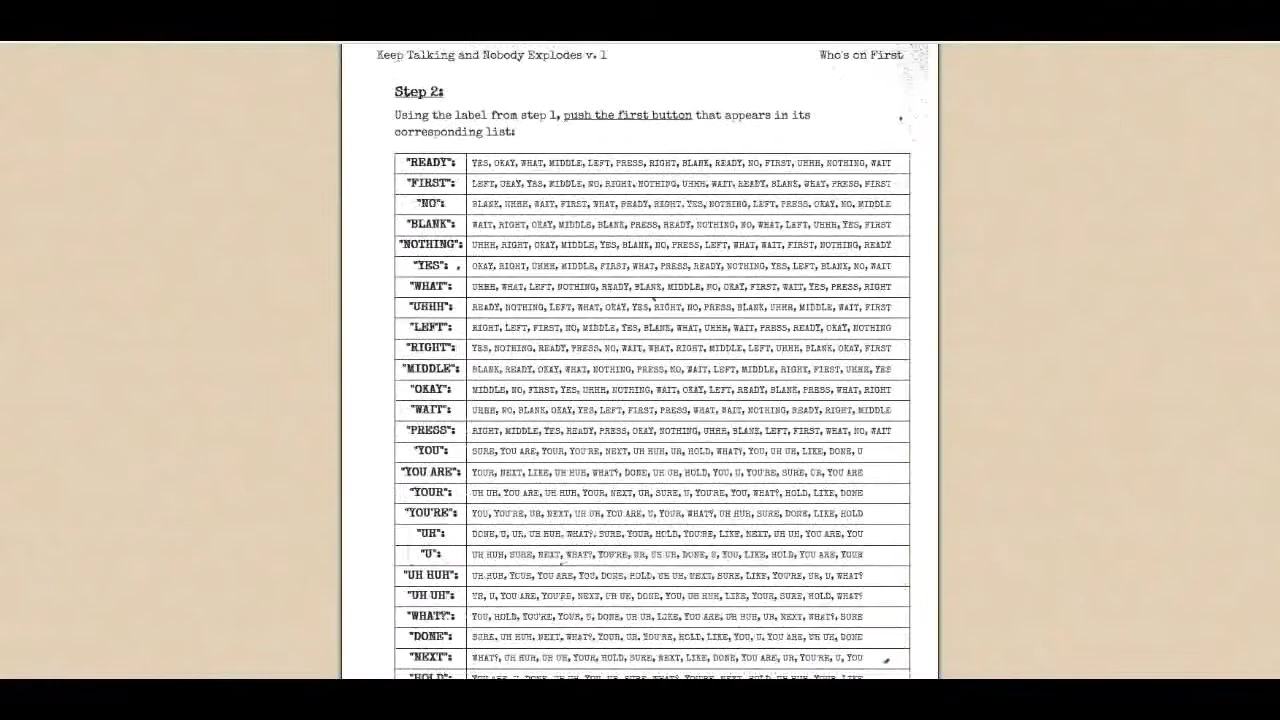 Keep Talking and Nobody Explodes v. 1 Who's on First
Step 2:
Using the label from step 1, push the first button that appears in its
corresponding list:
"READY": YES, OKAY, WHAT, MIDDLE, LEFT, PRESS, RIGHT, BLANK, READY, NO, FIRST, UHHH, NOTHING, WAIT
"FIRST": LEFT, OKAY, YES, MIDDLE, NO, RIGHT, NOTHING, UHHH, WAIT, READY, BLANK, WHAT, PRESS, FIRST
"NO": BLANK, UHHH, WAIT, FIRST, WHAT, READY, RIGHT, YES, NOTHING, LEFT, PRESS, OKAY, NO, MIDDLE
"BLANK": WAIT, RIGHT, OKAY, MIDDLE, BLANK, PRESS, READY, NOTHING, NO, WHAT, LEFT, UHHH, YES, FIRST
"NOTHING": UHHH, RIGHT, OKAY, MIDDLE, YES, BLANK, NO, PRESS, LEFT, WHAT, WAIT, FIRST, NOTHING, READY
"YES": OKAY, RIGHT, UHHH, MIDDLE, FIRST, WHAT, PRESS, READY, NOTHING, YES, LEFT, BLANK, NO, WAIT
"WHAT": UHHH, WHAT, LEFT, NOTHING, READY, BLANK, MIDDLE, NO, OKAY, FIRST, WAIT, YES, PRESS, RIGHT
"UHHH": READY, NOTHING, LEFT, WHAT, OKAY, YES, RIGHT, NO, PRESS, BLANK, UHHH, MIDDLE, WAIT, FIRST
"LEFT": RIGHT, LEFT, FIRST, NO, MIDDLE, YES, BLANK, WHAT, UHHH, WAIT, PRESS, READY, OKAY, NOTHING
"RIGHT": YES, NOTHING, READY, PRESS, NO, WAIT, WHAT, RIGHT, MIDDLE, LEFT, UHHH, BLANK, OKAY, FIRST
"MIDDLE": BLANK, READY, OKAY, WHAT, NOTHING, PRESS, NO, WAIT, LEFT, MIDDLE, RIGHT, FIRST, UHHH, YES
"OKAY": MIDDLE, NO, FIRST, YES, UHHH, NOTHING, WAIT, OKAY, LEFT, READY, BLANK, PRESS, WHAT, RIGHT
"WAIT": UHHH, NO, BLANK, OKAY, YES, LEFT, FIRST, PRESS, WHAT, WAIT, NOTHING, READY, RIGHT, MIDDLE
"PRESS": RIGHT, MIDDLE, YES, READY, PRESS, OKAY, NOTHING, UHHH, BLANK, LEFT, FIRST, WHAT, NO, WAIT
"YOU": SURE, YOU ARE, YOUR, YOU'RE, NEXT, UH HUH, UR, HOLD, WHAT?, YOU, UH UH, LIKE, DONE, U
"YOU ARE": YOUR, NEXT, LIKE, UH HUH, WHAT?, DONE, UH UH, HOLD, YOU, U, YOU'RE, SURE, UR, YOU ARE
"YOUR": UH UH, YOU ARE, UH HUH, YOUR, NEXT, UR, SURE, U, YOU'RE, YOU, WHAT?, HOLD, LIKE, DONE
"YOU'RE": YOU, YOU'RE, UR, NEXT, UH UH, YOU ARE, U, YOUR, WHAT?, UH HUH, SURE, DONE, LIKE, HOLD
"UR": DONE, U, UR, UH HUH, WHAT?, SURE, YOUR, HOLD, YOU'RE, LIKE, NEXT, UH UH, YOU ARE, YOU
"U": UH HUH, SURE, NEXT, WHAT?, YOU'RE, UR, UH UH, DONE, U, YOU, LIKE, HOLD, YOU ARE, YOUR
"UH HUH": UH HUH, YOUR, YOU ARE, YOU, DONE, HOLD, UH UH, NEXT, SURE, LIKE, YOU'RE, UR, U, WHAT?
"UH UH": UR, U, YOU ARE, YOU'RE, NEXT, UH UH, DONE, YOU, UH HUH, LIKE, YOUR, SURE, HOLD, WHAT?
"WHAT?": YOU, HOLD, YOU'RE, YOUR, U, DONE, UH UH, LIKE, YOU ARE, UH HUH, UR, NEXT, WHAT?, SURE
"DONE": SURE, UH HUH, NEXT, WHAT?, YOUR, UR, YOU'RE, HOLD, LIKE, YOU, U, YOU ARE, UH UH, DONE
"NEXT": WHAT?, UH HUH, UH UH, YOUR, HOLD, SURE, NEXT, LIKE, DONE, YOU ARE, UR, YOU'RE, U, YOU
"HOLD": YOU ARE, U, DONE, UH UH, YOU, UR, SURE, WHAT?, YOU'RE, NEXT, HOLD, UH HUH, YOUR, LIKE